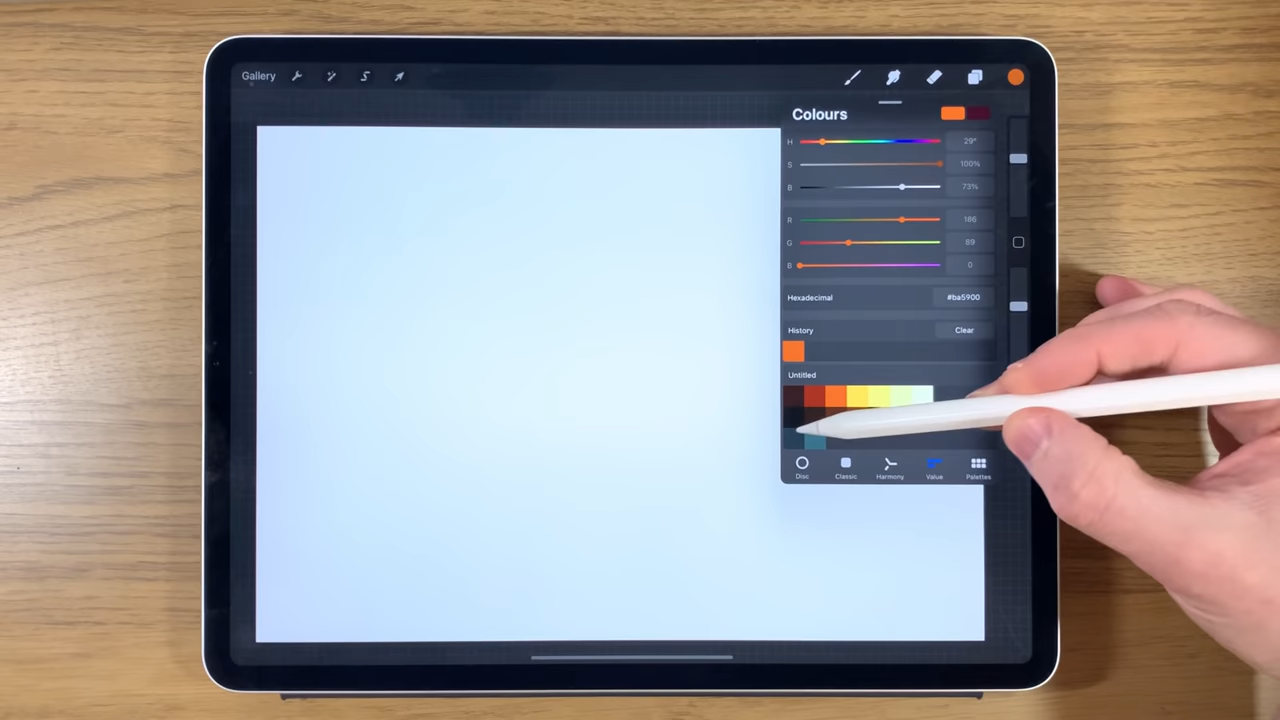 Gallery
Colours
H 29°
S 100%
B 73%
R 186
G 89
B 0
Hexadecimal #ba5900
History Clear
Untitled
Disc Classic Harmony Value Palettes